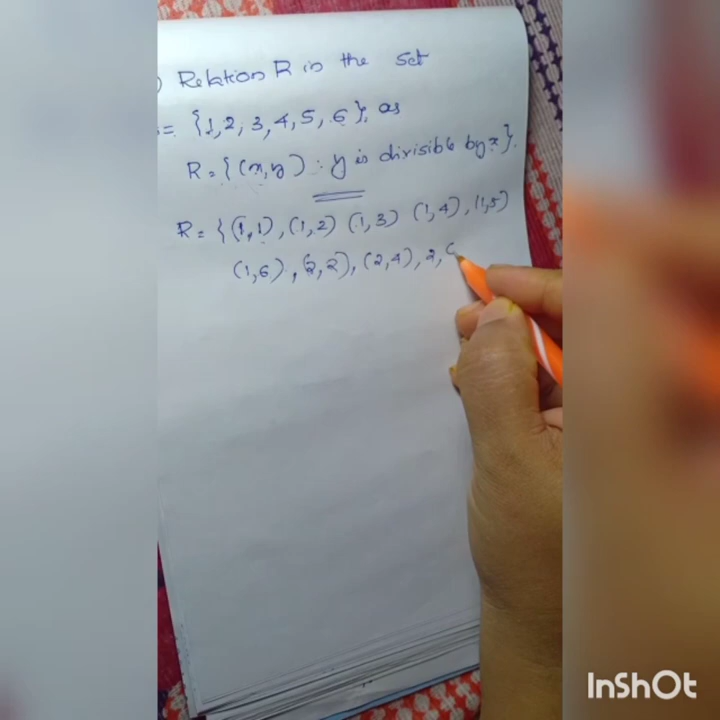 ) Relation R in the set
= {1, 2, 3, 4, 5, 6}, as
R = {(x, y) : y is divisible by x}.
R = {(1,1), (1,2) (1,3) (1,4), (1,5)
(1,6), (2,2), (2,4), 2,
InShOt